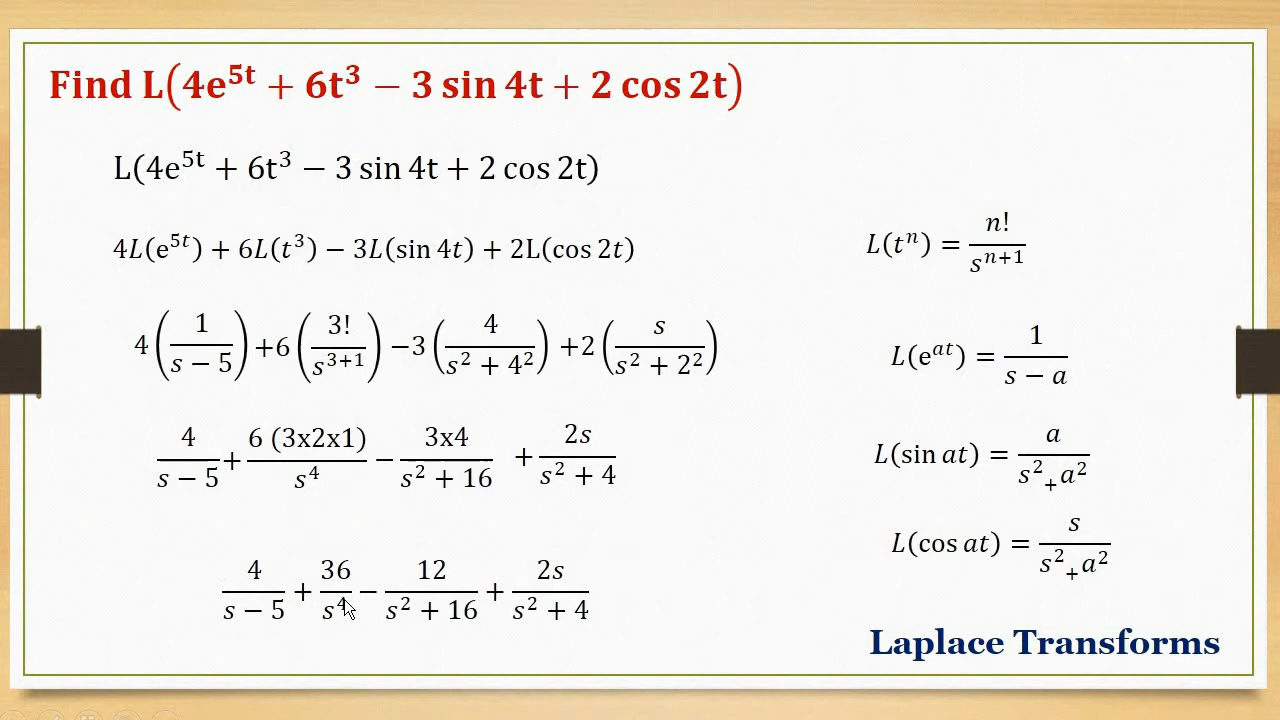 Find L(4e^5t + 6t^3 − 3 sin 4t + 2 cos 2t)
L(4e^5t + 6t^3 − 3 sin 4t + 2 cos 2t)
4L(e^5t) + 6L(t^3) − 3L(sin 4t) + 2L(cos 2t)
4(1/(s − 5)) +6(3!/s^(3+1)) −3(4/(s^2 + 4^2)) +2(s/(s^2 + 2^2))
4/(s − 5) + 6 (3x2x1)/s^4 − 3x4/(s^2 + 16) + 2s/(s^2 + 4)
4/(s − 5) + 36/s^4 − 12/(s^2 + 16) + 2s/(s^2 + 4)
L(t^n) = n!/s^(n+1)
L(e^at) = 1/(s − a)
L(sin at) = a/(s^2 + a^2)
L(cos at) = s/(s^2 + a^2)
Laplace Transforms